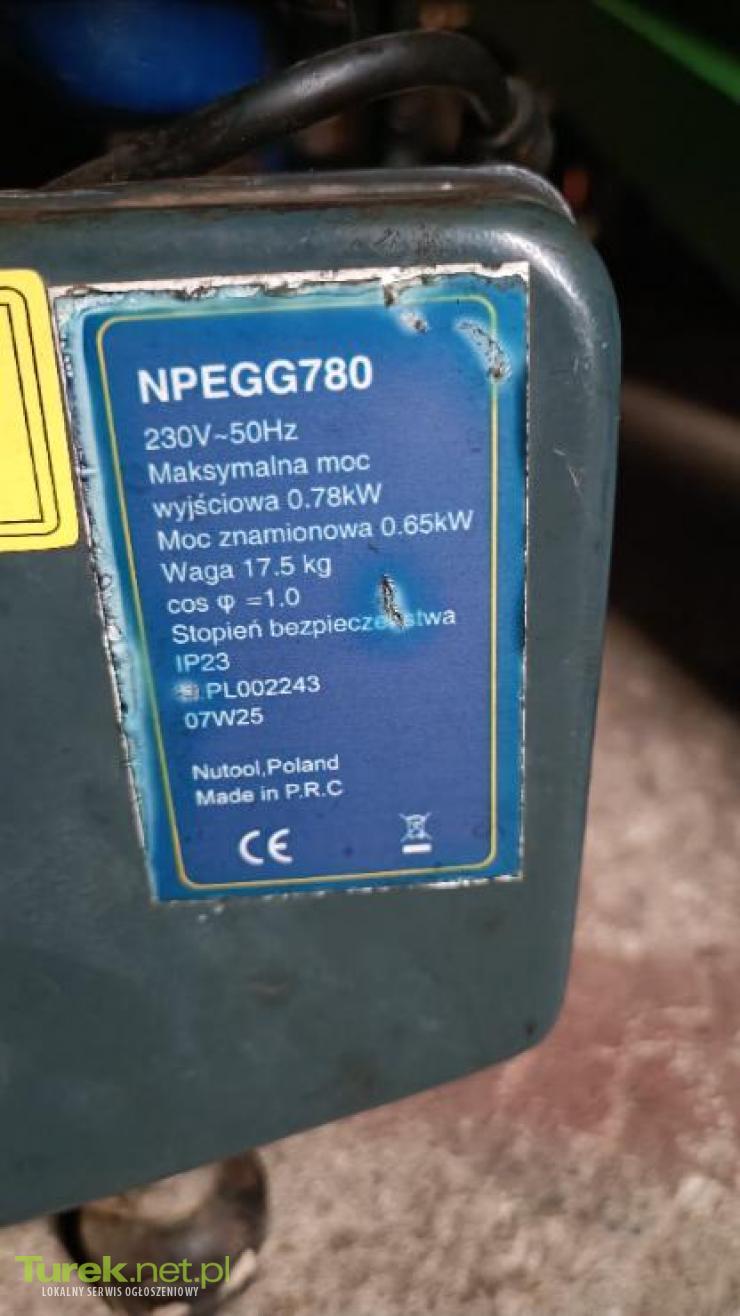 NPEGG780
230V~50Hz
Maksymalna moc
wyjściowa 0.78kW
Moc znamionowa 0.65kW
Waga 17.5 kg
cos φ =1.0
Stopień bezpieczeństwa
IP23
PL002243
07W25
Nutool,Poland
Made in P.R.C
CE
Turek.net.pl
LOKALNY SERWIS OGŁOSZENIOWY